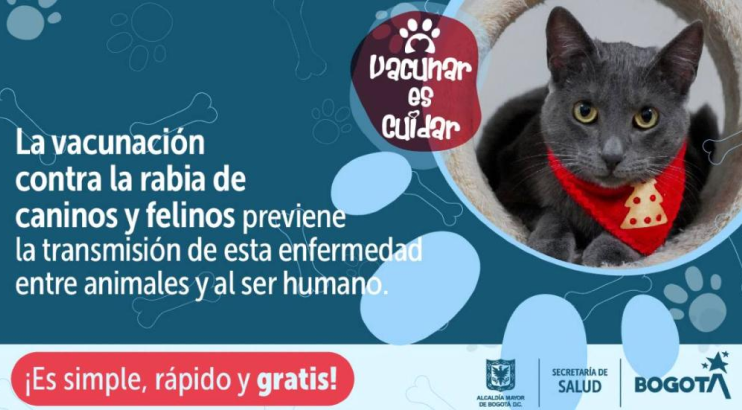 Vacunar
es
Cuidar
La vacunación
contra la rabia de
caninos y felinos previene
la transmisión de esta enfermedad
entre animales y al ser humano.
¡Es simple, rápido y gratis!
ALCALDÍA MAYOR
DE BOGOTÁ D.C.
SECRETARÍA DE
SALUD
BOGOTÁ